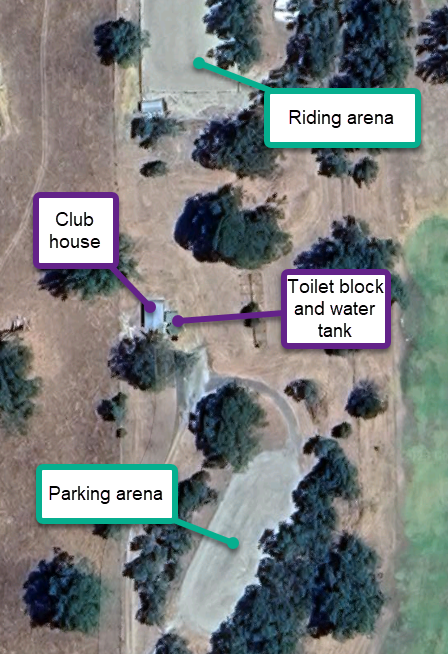 Riding arena
Club
house
Toilet block
and water
tank
Parking arena